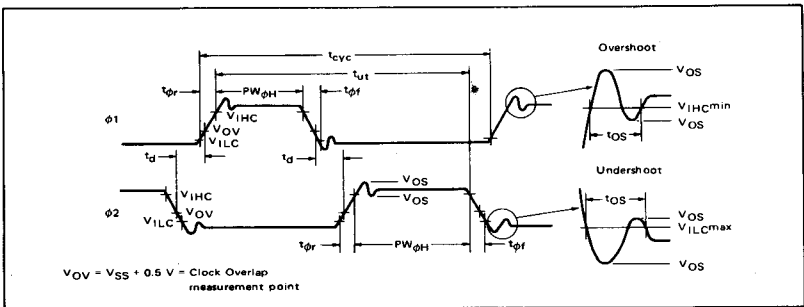 tcyc
Overshoot
tut
VOS
tφr
PWφH
tφf
*
VIHCmin
φ1
VIHC
VOV
VILC
tOS
VOS
td
td
Undershoot
VOS
tOS
VIHC
VOS
VOS
φ2
VILC
VOV
VILCmax
tφr
PWφH
tφf
VOS
VOV = VSS + 0.5 V = Clock Overlap
measurement point